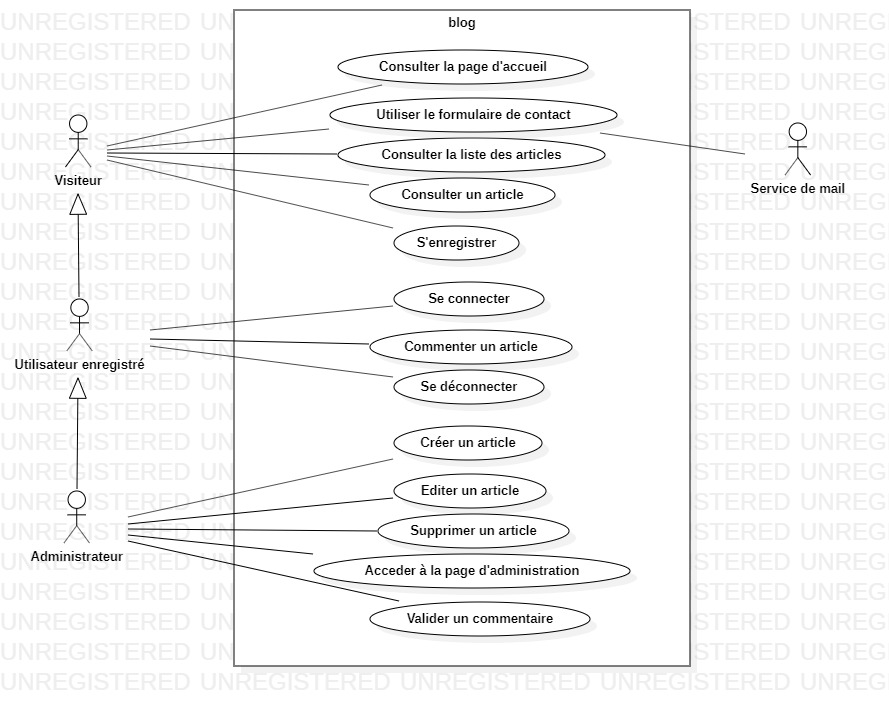 blog
Consulter la page d'accueil
Utiliser le formulaire de contact
Consulter la liste des articles
Visiteur
Service de mail
Consulter un article
S'enregistrer
Se connecter
Commenter un article
Utilisateur enregistré
Se déconnecter
Créer un article
Editer un article
Supprimer un article
Administrateur
Acceder à la page d'administration
Valider un commentaire
UNREGISTERED UNREGISTERED UNREGISTERED UNREGISTERED